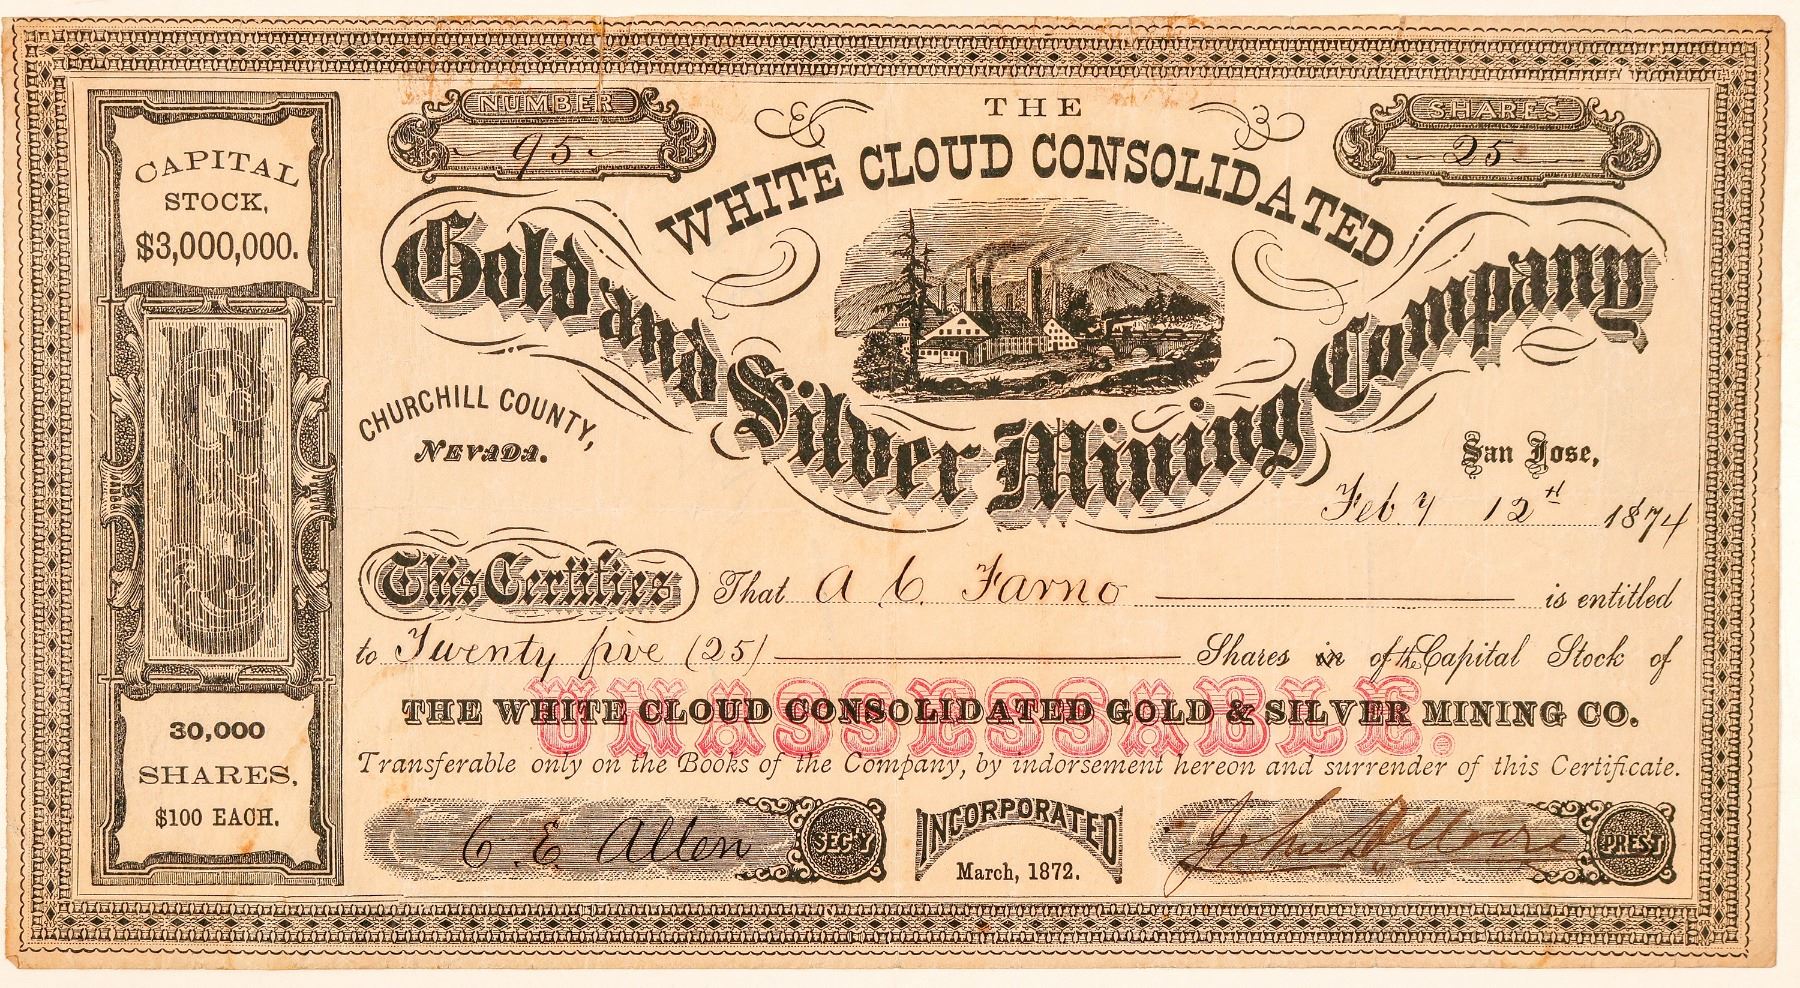 NUMBER
95
THE
SHARES
25
WHITE CLOUD CONSOLIDATED
Gold and Silver Mining Company
CAPITAL
STOCK,
$3,000,000.
CHURCHILL COUNTY,
NEVADA.
San Jose,
Feby 12th 1874
This Certifies That A C. Farno is entitled
to Twenty five (25) Shares in of the Capital Stock of
UNASSESSABLE.
THE WHITE CLOUD CONSOLIDATED GOLD & SILVER MINING CO.
Transferable only on the Books of the Company, by indorsement hereon and surrender of this Certificate.
30,000
SHARES,
$100 EACH.
C. E. Allen SEC'Y
INCORPORATED
March, 1872.
John Moore PREST